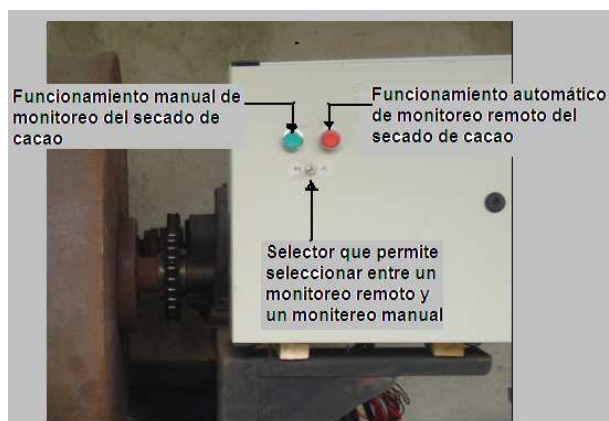 Funcionamiento manual de
monitoreo del secado de
cacao
Funcionamiento automático
de monitoreo remoto del
secado de cacao
Selector que permite
seleccionar entre un
monitoreo remoto y
un monitereo manual